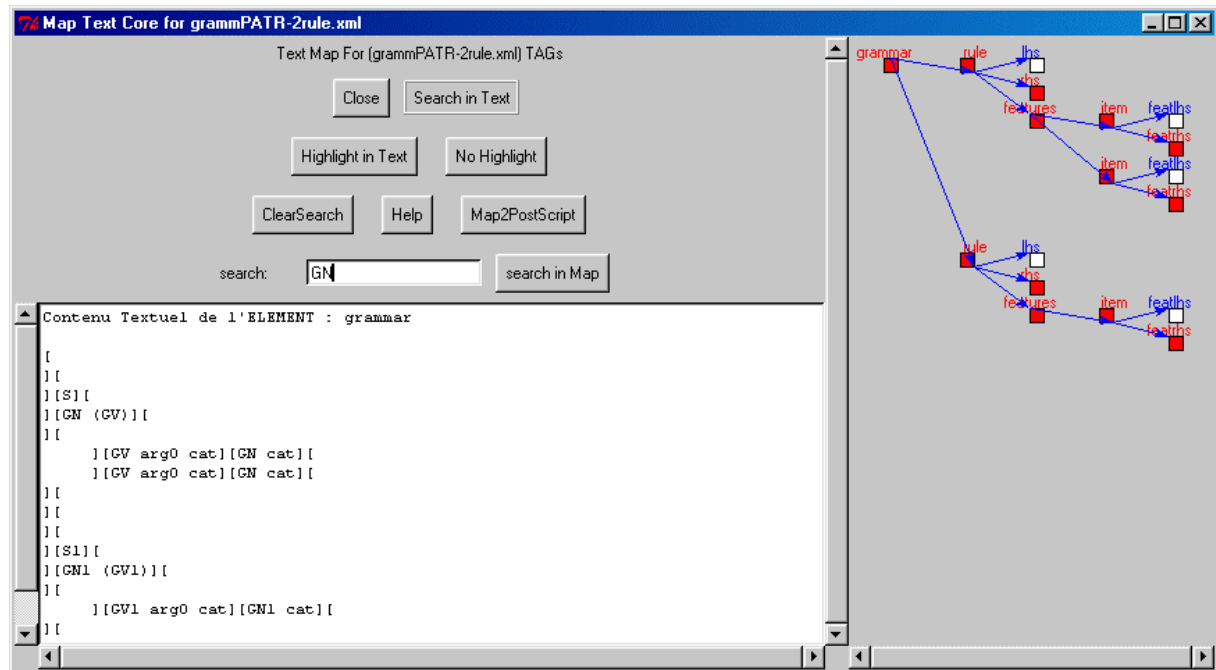 Map Text Core for grammPATR-2rule.xml
Text Map For (grammPATR-2rule.xml) TAGs
Close Search in Text
Highlight in Text No Highlight
ClearSearch Help Map2PostScript
search: GN search in Map
Contenu Textuel de l'ELEMENT : grammar
[
][
][S][
][GN (GV)][
][
][GV arg0 cat][GN cat][
][GV arg0 cat][GN cat][
][
][
][
][S1][
][GN1 (GV1)][
][
][GV1 arg0 cat][GN1 cat][
][
grammar rule lhs
rhs
features item featlhs
featrhs
item featlhs
featrhs
rule lhs
rhs
features item featlhs
featrhs